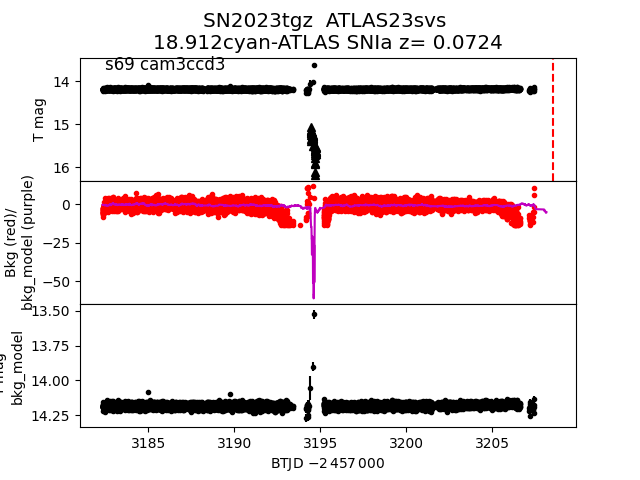 SN2023tgz ATLAS23svs
18.912cyan-ATLAS SNIa z= 0.0724
s69 cam3ccd3
14
15
16
T mag
0
−25
−50
Bkg (red)/
bkg_model (purple)
13.50
13.75
14.00
14.25
mag
bkg_model
3185
3190
3195
3200
3205
BTJD −2 457 000